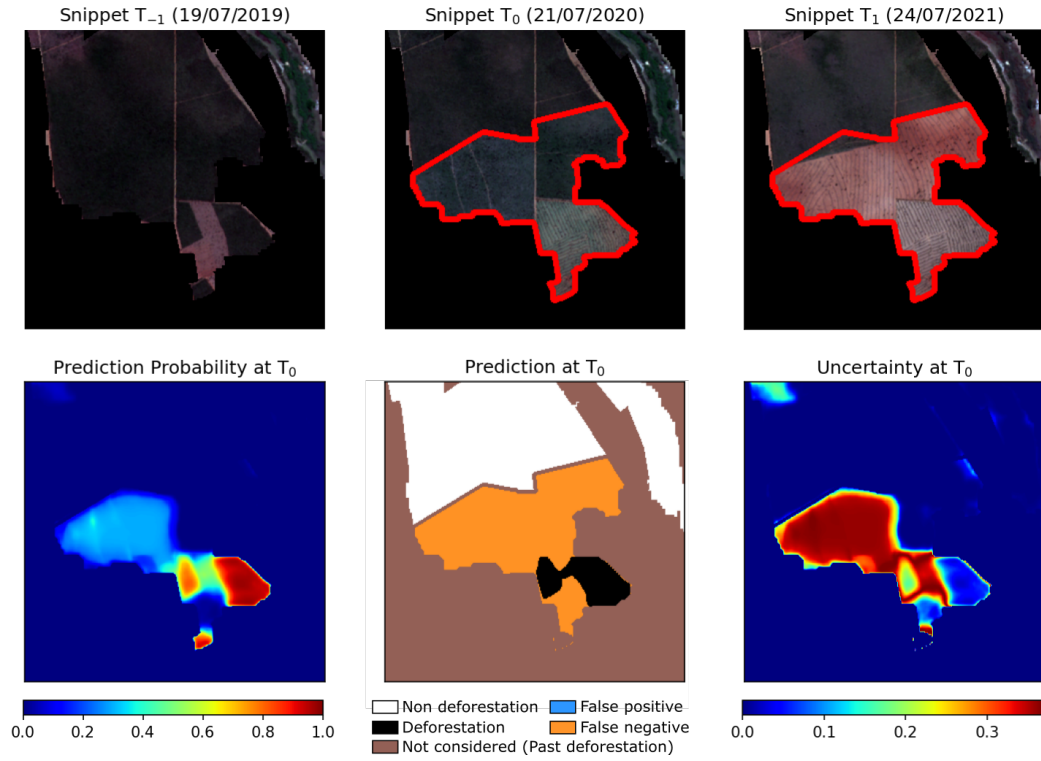 Snippet T₋₁ (19/07/2019)
Snippet T₀ (21/07/2020)
Snippet T₁ (24/07/2021)
Prediction Probability at T₀
Prediction at T₀
Uncertainty at T₀
0.0 0.2 0.4 0.6 0.8 1.0
Non deforestation
False positive
Deforestation
False negative
Not considered (Past deforestation)
0.0 0.1 0.2 0.3